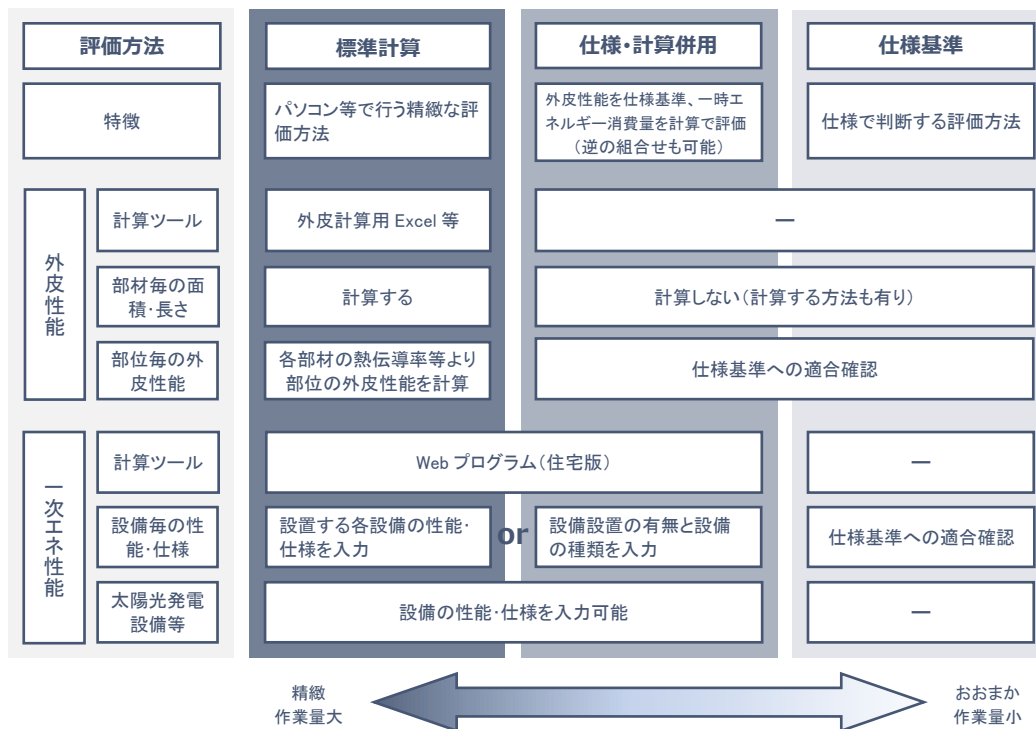 評価方法
標準計算
仕様・計算併用
仕様基準
特徴
パソコン等で行う精緻な評
価方法
外皮性能を仕様基準、一時エ
ネルギー消費量を計算で評価
(逆の組合せも可能)
仕様で判断する評価方法
外皮性能
計算ツール
外皮計算用 Excel 等
―
部材毎の面
積・長さ
計算する
計算しない(計算する方法も有り)
部位毎の外
皮性能
各部材の熱伝導率等より
部位の外皮性能を計算
仕様基準への適合確認
一次エネ性能
計算ツール
Web プログラム(住宅版)
―
設備毎の性
能・仕様
設置する各設備の性能・
仕様を入力
or
設備設置の有無と設備
の種類を入力
仕様基準への適合確認
太陽光発電
設備等
設備の性能・仕様を入力可能
―
精緻
作業量大
おおまか
作業量小